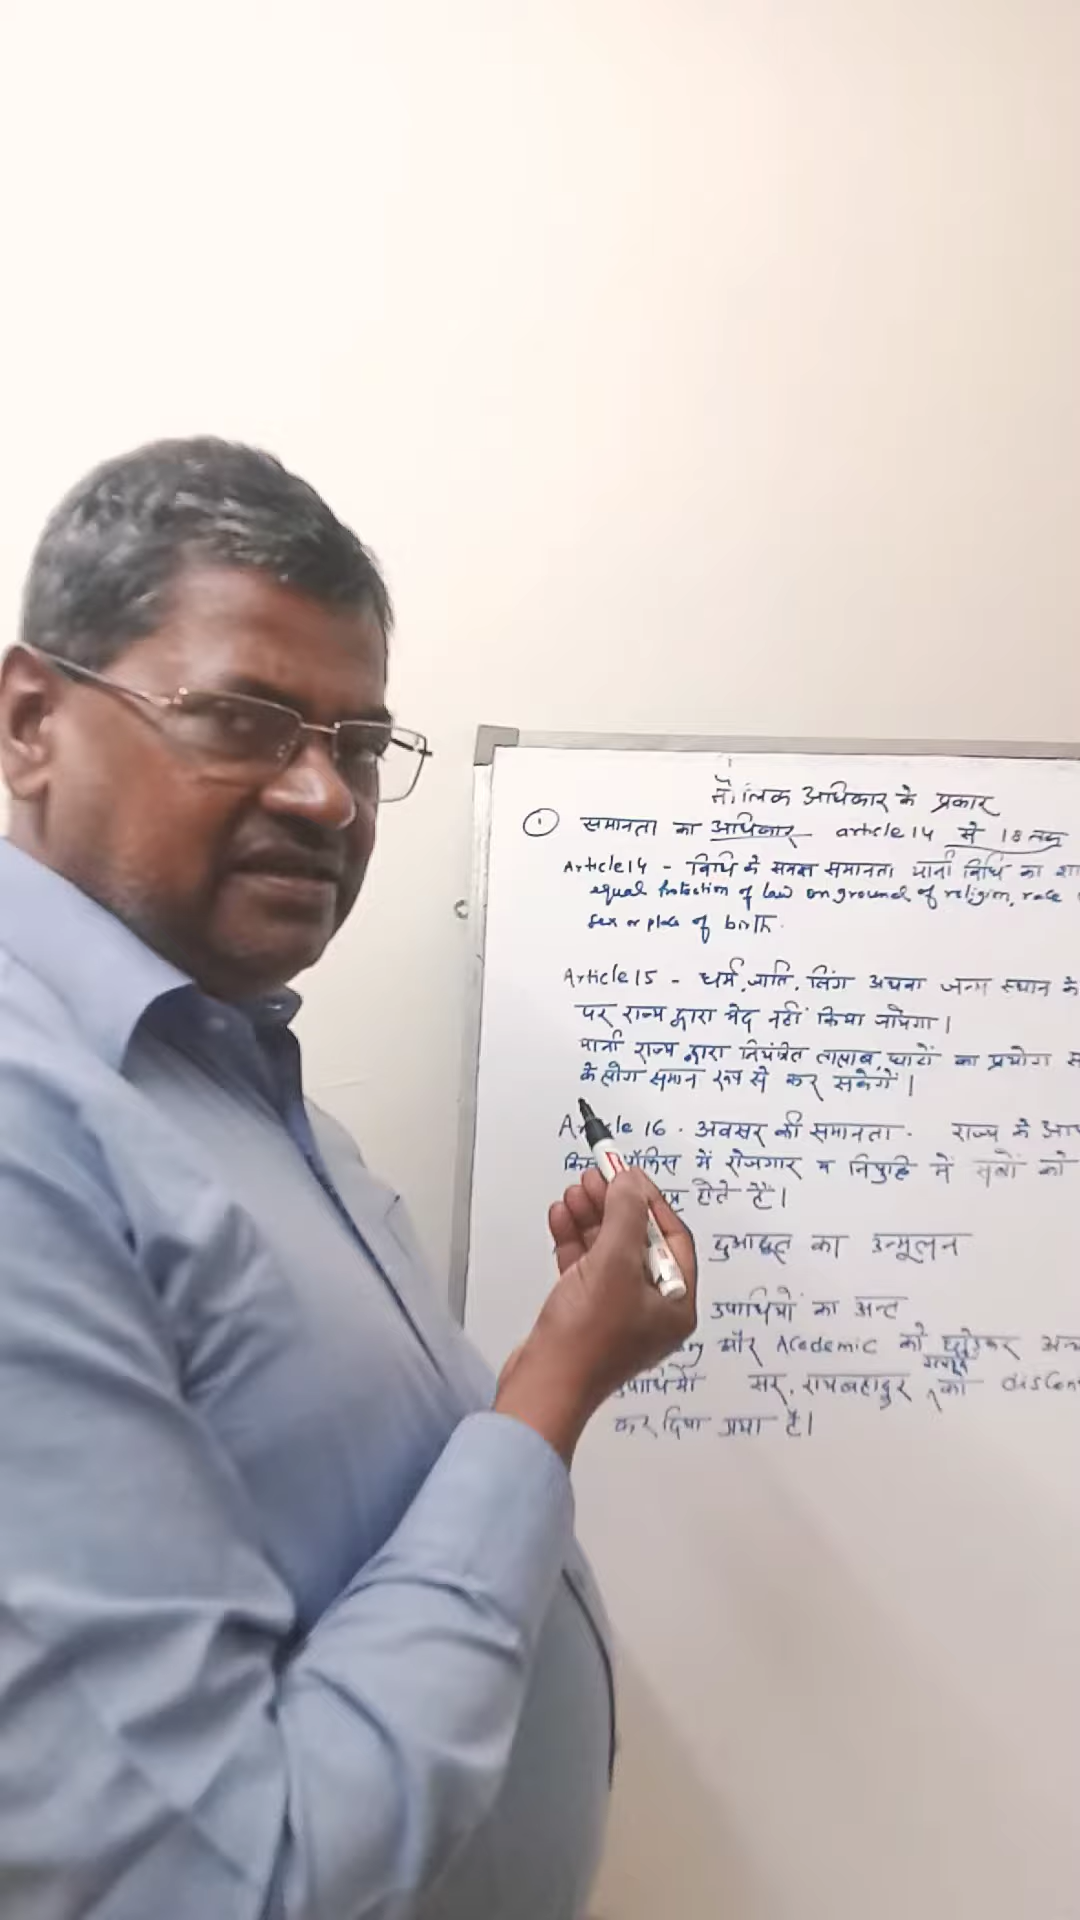 मौलिक अधिकार के प्रकार
① समानता का अधिकार article 14 से 18 तक
Article 14 - विधि के समक्ष समानता यानी विधि का शा
equal protection of law on ground of religion, race
sex or place of birth.
Article 15 - धर्म, जाति, लिंग अथवा जन्म स्थान के
पर राज्य द्वारा भेद नहीं किया जायेगा।
यानी राज्य द्वारा नियंत्रित तालाब, घाटों का प्रयोग स
के लोग समान रूप से कर सकेगें।
Article 16. अवसर की समानता. राज्य के
में रोजगार व नियुक्ति में सबों को
होते हैं।
छुआछूत का उन्मूलन
उपाधियों का अन्त
और Academic को छोड़कर अन्य
उपाधियों सर, रायबहादुर को
कर दिया गया है।